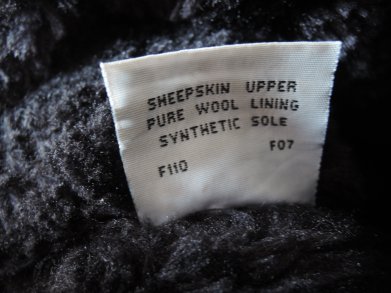 SHEEPSKIN UPPER
PURE WOOL LINING
SYNTHETIC SOLE
F07
F110